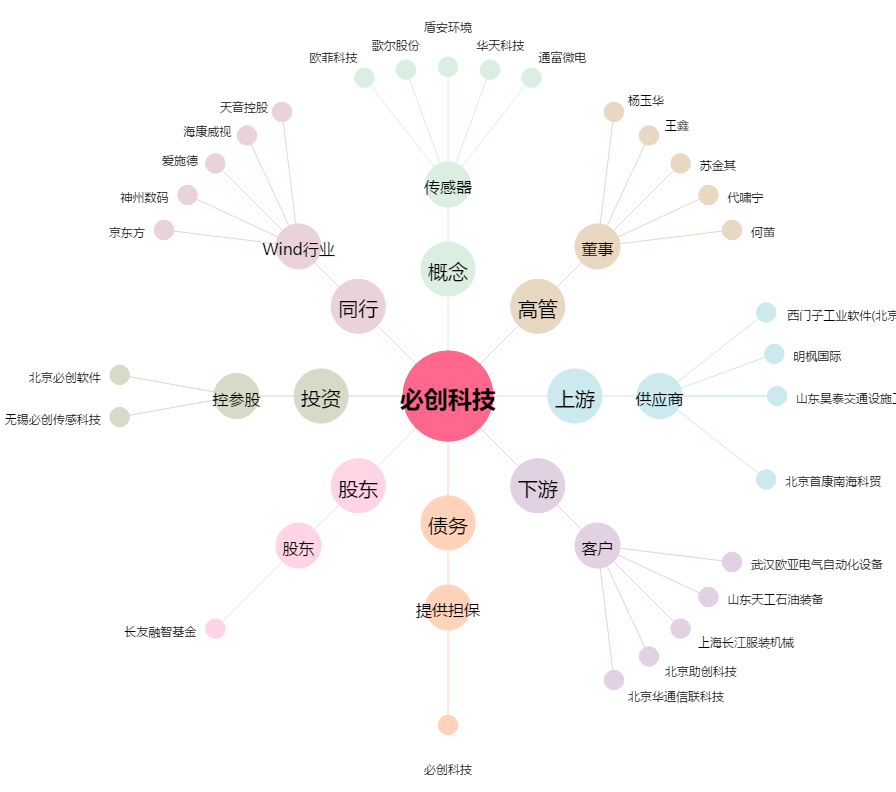 盾安环境
歌尔股份
华天科技
欧菲科技
通富微电
天音控股
杨玉华
海康威视
王鑫
爱施德
苏金其
神州数码
传感器
代啸宁
京东方
何苗
Wind行业
董事
概念
同行
高管
西门子工业软件(北京
明枫国际
北京必创软件
控参股
投资
必创科技
上游
供应商
山东昊泰交通设施工
无锡必创传感科技
北京首康南海科贸
股东
下游
债务
股东
客户
武汉欧亚电气自动化设备
山东天工石油装备
提供担保
长友融智基金
上海长江服装机械
北京助创科技
北京华通信联科技
必创科技